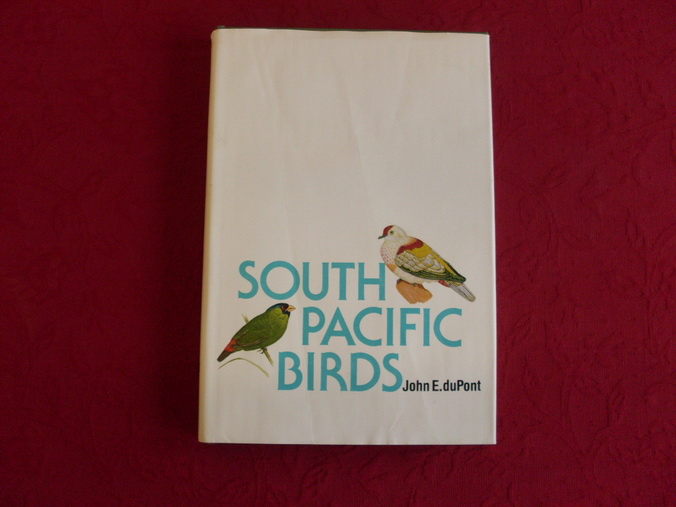 SOUTH
PACIFIC
BIRDS
John E. duPont